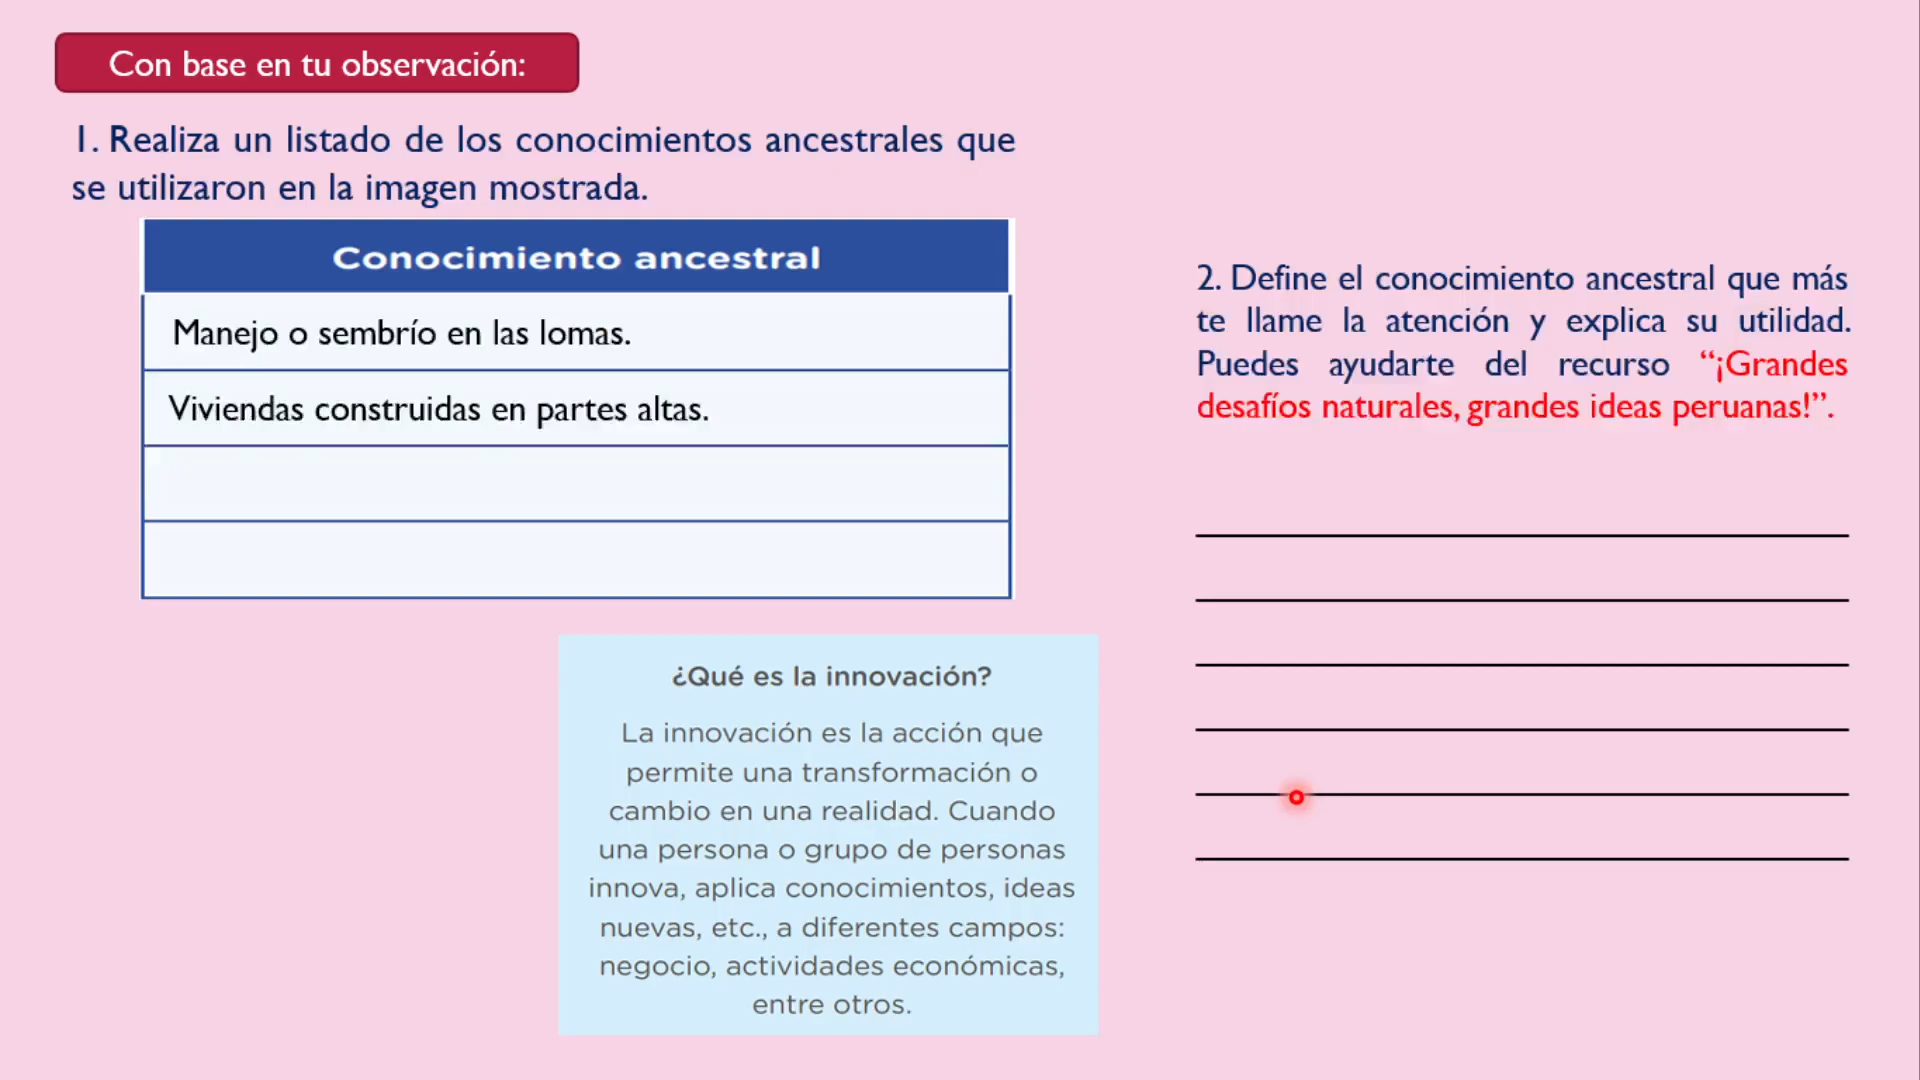 Con base en tu observación:
1. Realiza un listado de los conocimientos ancestrales que
se utilizaron en la imagen mostrada.
Conocimiento ancestral
Manejo o sembrío en las lomas.
Viviendas construidas en partes altas.
2. Define el conocimiento ancestral que más
te llame la atención y explica su utilidad.
Puedes ayudarte del recurso “¡Grandes
desafíos naturales, grandes ideas peruanas!”.
¿Qué es la innovación?
La innovación es la acción que
permite una transformación o
cambio en una realidad. Cuando
una persona o grupo de personas
innova, aplica conocimientos, ideas
nuevas, etc., a diferentes campos:
negocio, actividades económicas,
entre otros.